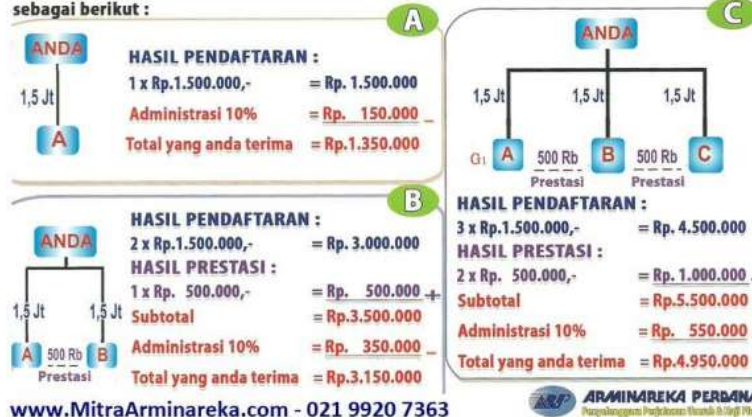 sebagai berikut :
A
ANDA
1,5 Jt
A
HASIL PENDAFTARAN :
1 x Rp.1.500.000,- = Rp. 1.500.000
Administrasi 10% = Rp. 150.000 _
Total yang anda terima = Rp.1.350.000
B
ANDA
1,5 Jt 1,5 Jt
A 500 Rb B
Prestasi
HASIL PENDAFTARAN :
2 x Rp.1.500.000,- = Rp. 3.000.000
HASIL PRESTASI :
1 x Rp. 500.000,- = Rp. 500.000 +
Subtotal = Rp.3.500.000
Administrasi 10% = Rp. 350.000 _
Total yang anda terima = Rp.3.150.000
C
ANDA
1,5 Jt 1,5 Jt 1,5 Jt
G1 A 500 Rb B 500 Rb C
Prestasi Prestasi
HASIL PENDAFTARAN :
3 x Rp.1.500.000,- = Rp. 4.500.000
HASIL PRESTASI :
2 x Rp. 500.000,- = Rp. 1.000.000
Subtotal = Rp.5.500.000
Administrasi 10% = Rp. 550.000
Total yang anda terima = Rp.4.950.000
www.MitraArminareka.com - 021 9920 7363
ARMINAREKA PERDANA